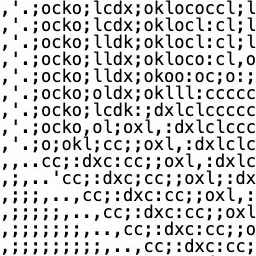 ,'.;ocko;lcdx;oklococcl;l
,'.;ocko;lcdx;oklocl:cl;l
,'.;ocko;lldk;oklocl:cl;l
,'.;ocko;lldx;okloco:cl,o
,'.;ocko;lldx;okoo:oc;o:;
,'.;ocko;oldx;oklll:ccccc
,'.;ocko;lcdk:;dxlclccccc
,'.;ocko,ol;oxl,:dxlclccc
,'.;o;okl;cc;;oxl,:dxlclc
,,..cc;:dxc:cc;;oxl,:dxlc
,;,..'cc;:dxc;cc;;oxl;:dx
,;;;,..,cc;:dxc:cc;;oxl,:
,;;;;;,..,cc;:dxc:cc;;oxl
,;;;;;;;,..,cc;:dxc:cc;;o
,;;;;;;;;;,..,cc;:dxc:cc;